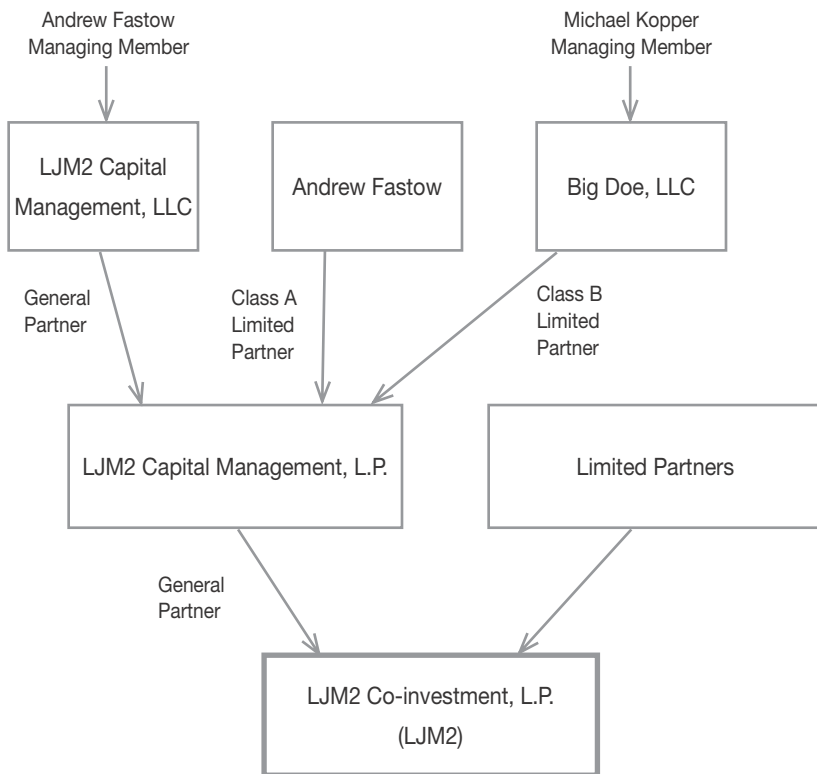 Andrew Fastow
Managing Member
Michael Kopper
Managing Member
LJM2 Capital
Management, LLC
Andrew Fastow
Big Doe, LLC
General
Partner
Class A
Limited
Partner
Class B
Limited
Partner
LJM2 Capital Management, L.P.
Limited Partners
General
Partner
LJM2 Co-investment, L.P.
(LJM2)